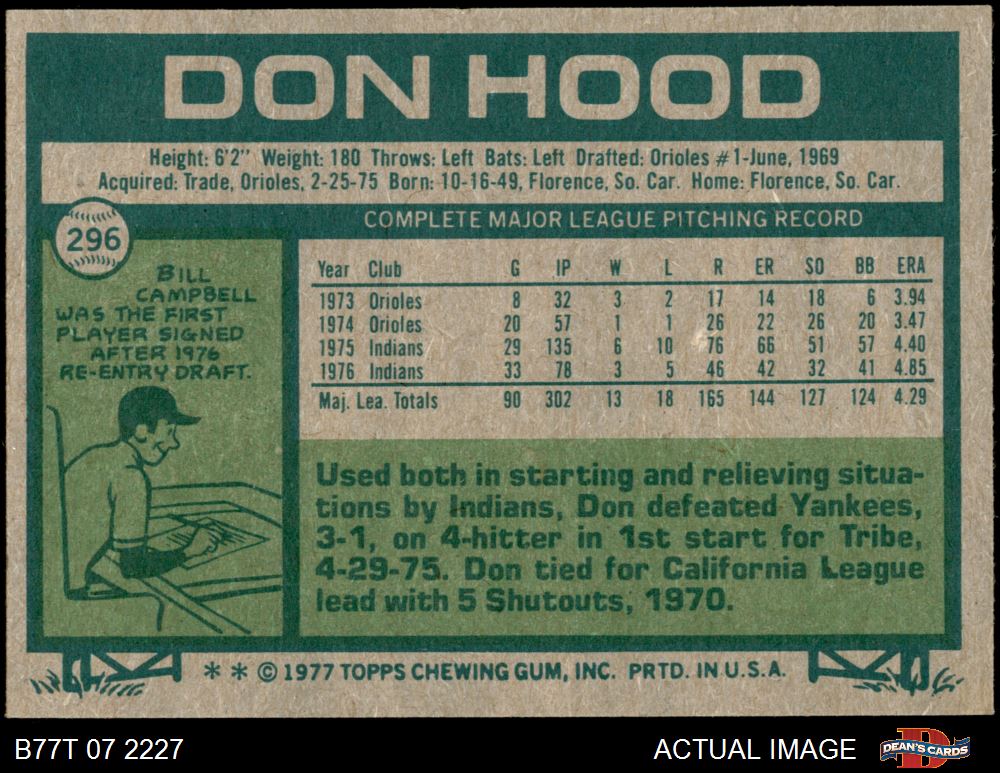 DON HOOD
Height: 6'2" Weight: 180 Throws: Left Bats: Left Drafted: Orioles #1-June, 1969
Acquired: Trade, Orioles, 2-25-75 Born: 10-16-49, Florence, So. Car. Home: Florence, So. Car.
COMPLETE MAJOR LEAGUE PITCHING RECORD
296
BILL
CAMPBELL
WAS THE FIRST
PLAYER SIGNED
AFTER 1976
RE-ENTRY DRAFT.
Year Club G IP W L R ER SO BB ERA
1973 Orioles 8 32 3 2 17 14 18 6 3.94
1974 Orioles 20 57 1 1 26 22 26 20 3.47
1975 Indians 29 135 6 10 76 66 51 57 4.40
1976 Indians 33 78 3 5 46 42 32 41 4.85
Maj. Lea. Totals 90 302 13 18 165 144 127 124 4.29
Used both in starting and relieving situa-
tions by Indians, Don defeated Yankees,
3-1, on 4-hitter in 1st start for Tribe,
4-29-75. Don tied for California League
lead with 5 Shutouts, 1970.
* * © 1977 TOPPS CHEWING GUM, INC. PRTD. IN U.S.A.
B77T 07 2227 ACTUAL IMAGE DEAN'S CARDS